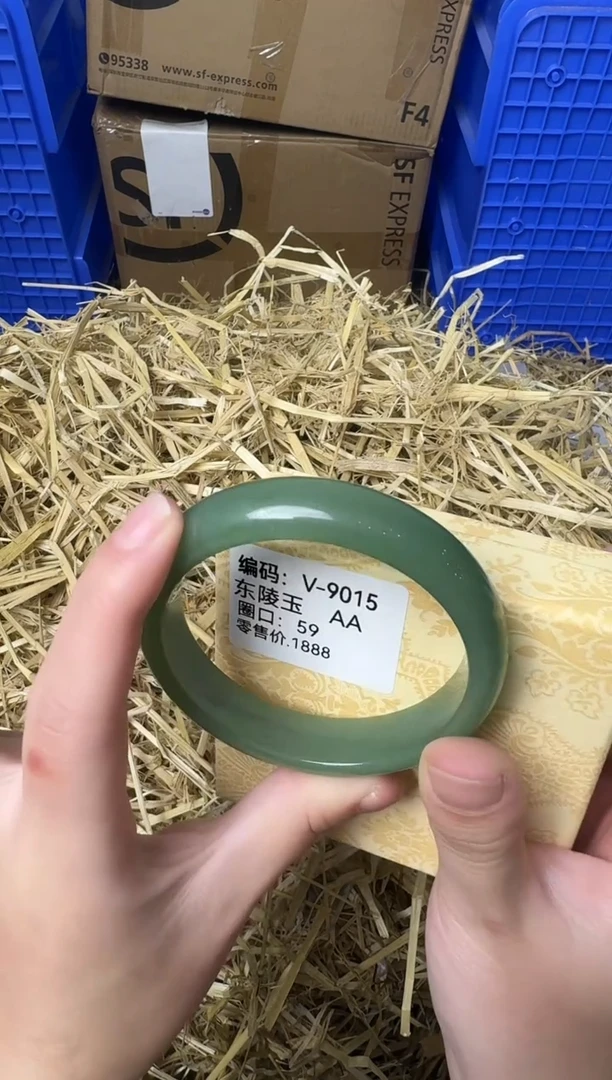 EXPRESS
95338 www.sf-express.com
F4
SF
SF EXPRESS
编码：V-9015
东陵玉 AA
圈口：59
零售价.1888